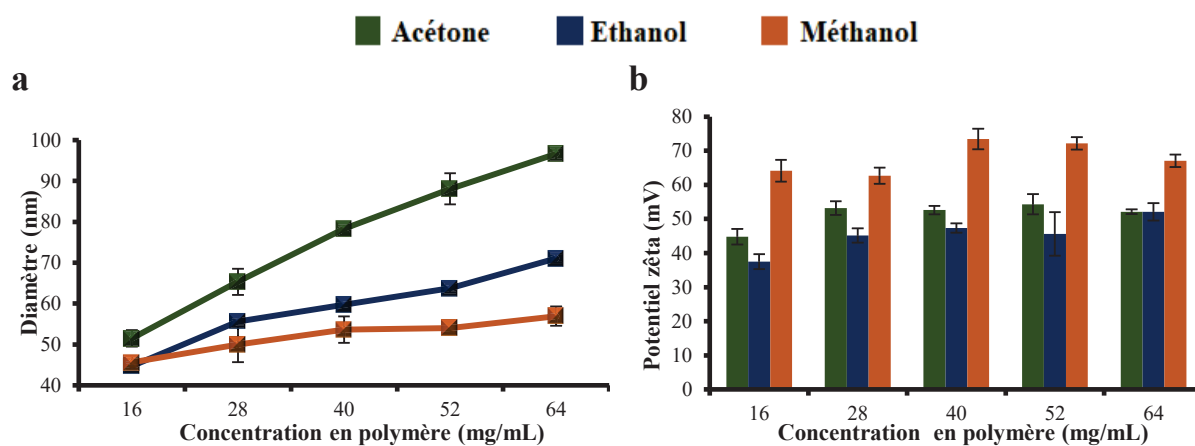 Acétone Ethanol Méthanol
a
b
Diamètre (nm)
100
90
80
70
60
50
40
16 28 40 52 64
Concentration en polymère (mg/mL)
Potentiel zêta (mV)
80
70
60
50
40
30
20
10
0
16 28 40 52 64
Concentration en polymère (mg/mL)